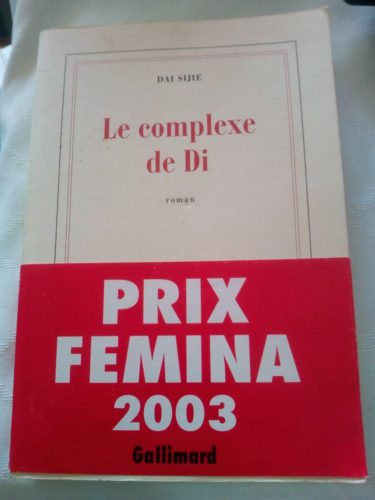 DAI SIJIE
Le complexe
de Di
roman
PRIX
FEMINA
2003
Gallimard